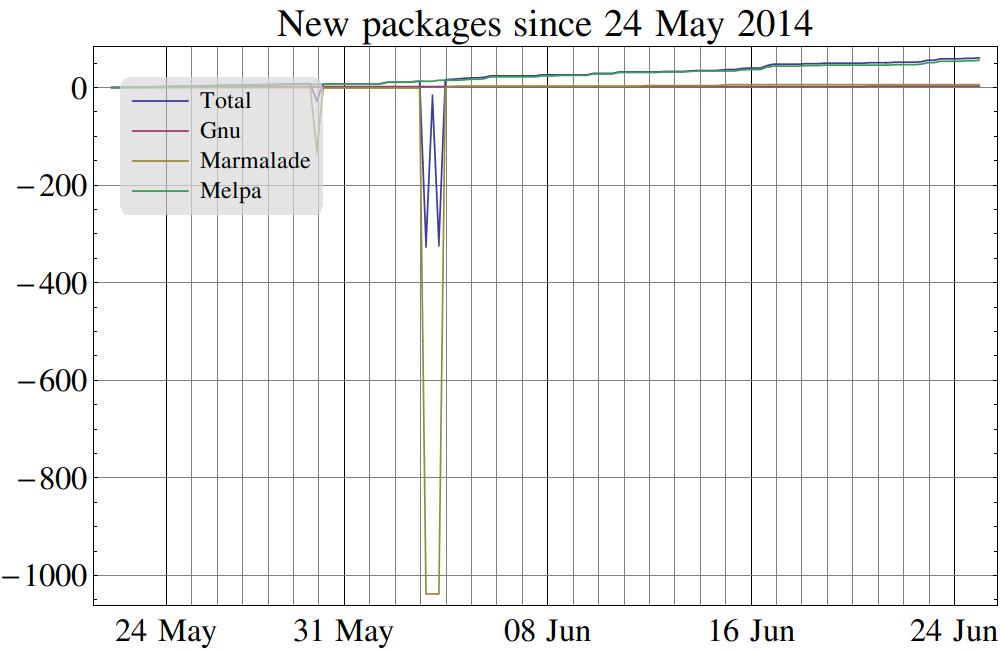 New packages since 24 May 2014
0
Total
Gnu
Marmalade
Melpa
−200
−400
−600
−800
−1000
24 May 31 May 08 Jun 16 Jun 24 Jun